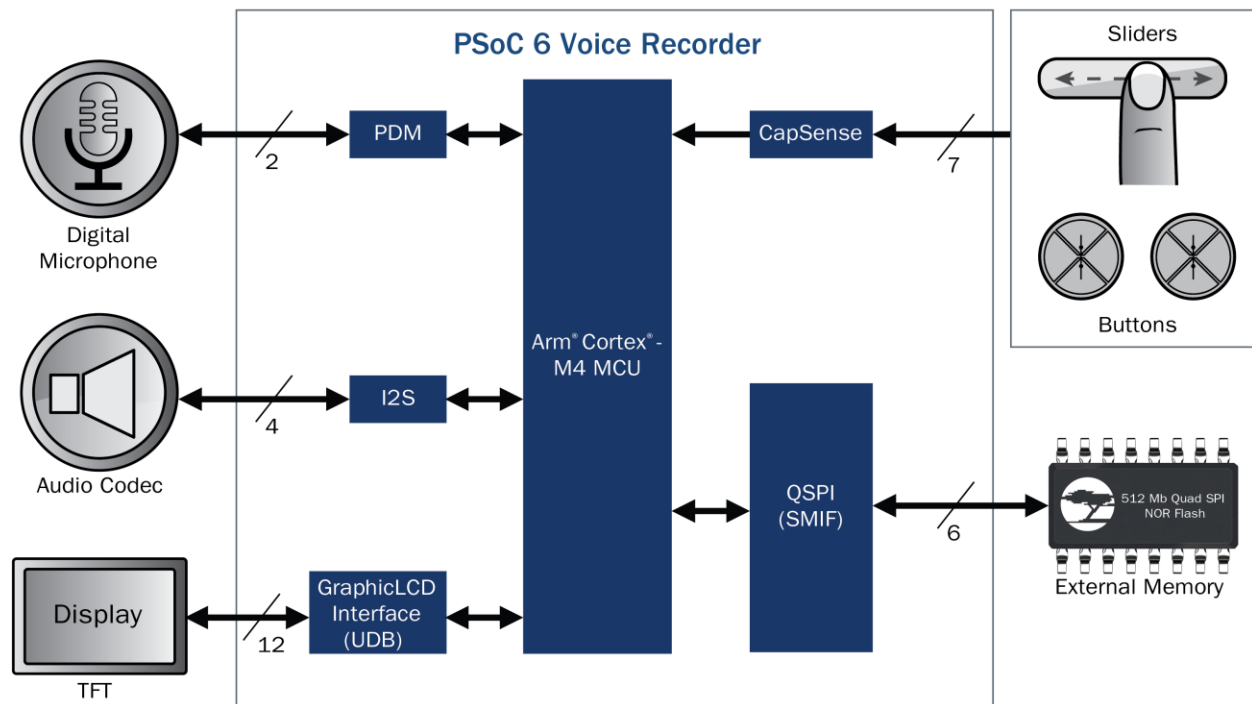 PSoC 6 Voice Recorder
Sliders
PDM
CapSense
2
7
Digital
Microphone
Buttons
Arm® Cortex® -
M4 MCU
I2S
4
Audio Codec
QSPI
(SMIF)
6
512 Mb Quad SPI
NOR Flash
External Memory
GraphicLCD
Interface
(UDB)
Display
12
TFT